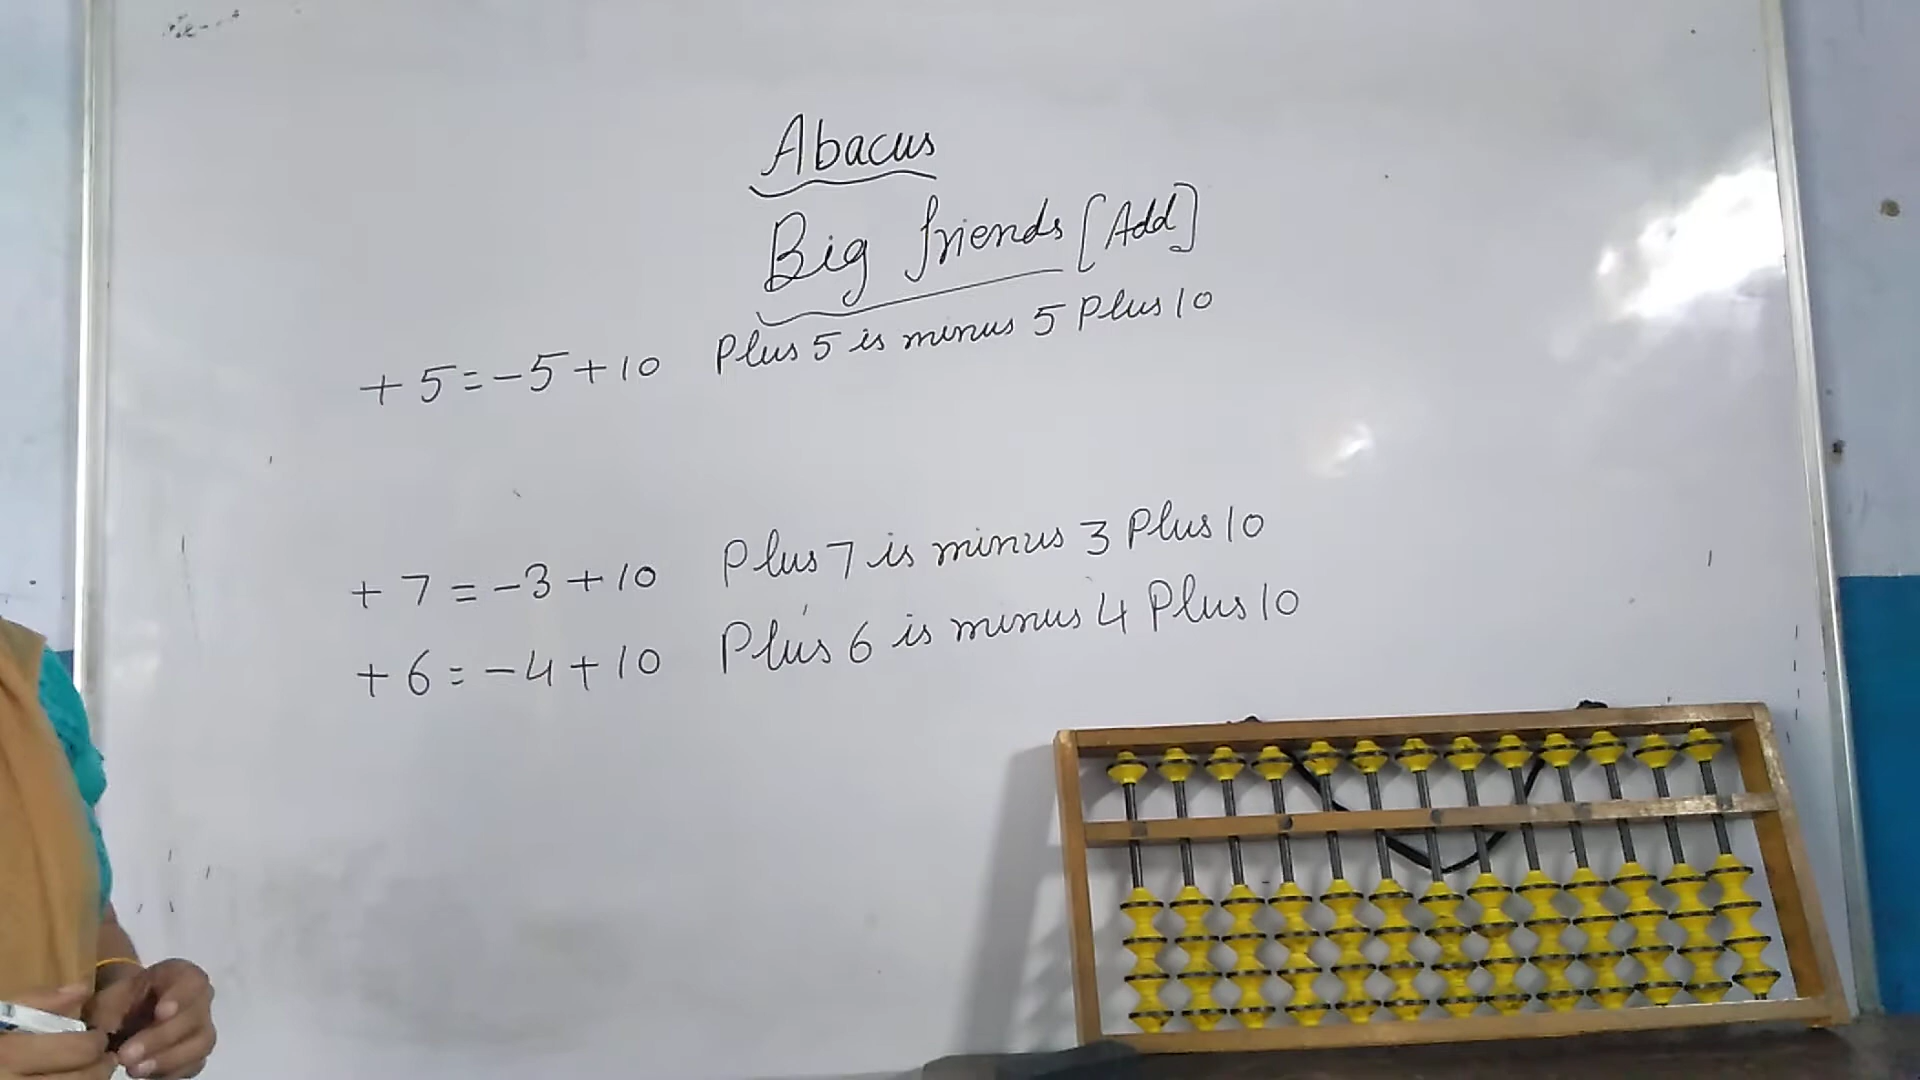 Abacus
Big friends [Add]
+ 5 = - 5 + 10 Plus 5 is minus 5 Plus 10
+ 7 = - 3 + 10 Plus 7 is minus 3 Plus 10
+ 6 = - 4 + 10 Plus 6 is minus 4 Plus 10